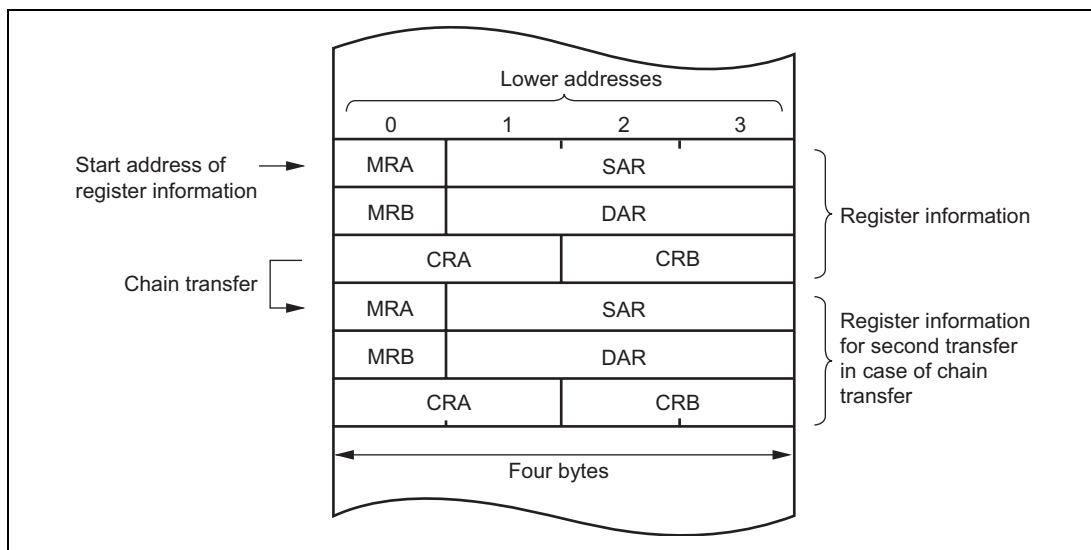 Lower addresses
0 1 2 3
Start address of
register information
MRA SAR
MRB DAR
CRA CRB
Register information
Chain transfer
MRA SAR
MRB DAR
CRA CRB
Register information
for second transfer
in case of chain
transfer
Four bytes